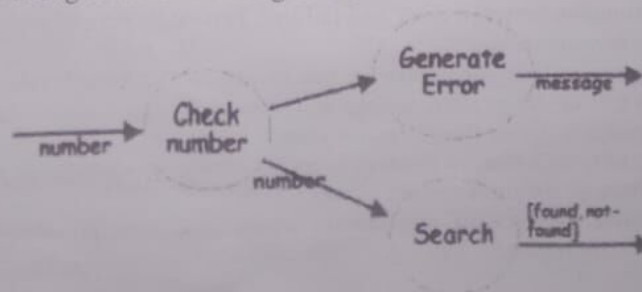 Generate
Error
message
Check
number
number
number
Search
[found, not-
found]